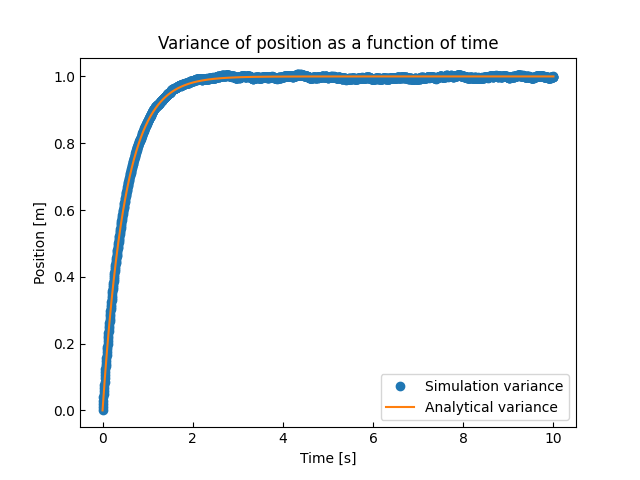 Variance of position as a function of time
Position [m]
1.0
0.8
0.6
0.4
0.2
0.0
Simulation variance
Analytical variance
0 2 4 6 8 10
Time [s]